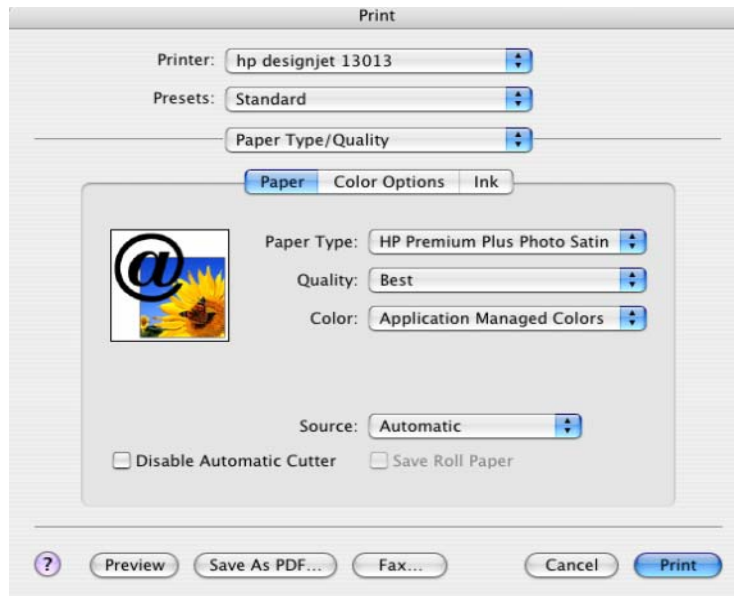 Print
Printer: hp designjet 13013
Presets: Standard
Paper Type/Quality
Paper Color Options Ink
@
Paper Type: HP Premium Plus Photo Satin
Quality: Best
Color: Application Managed Colors
Source: Automatic
Disable Automatic Cutter Save Roll Paper
? Preview Save As PDF... Fax... Cancel Print